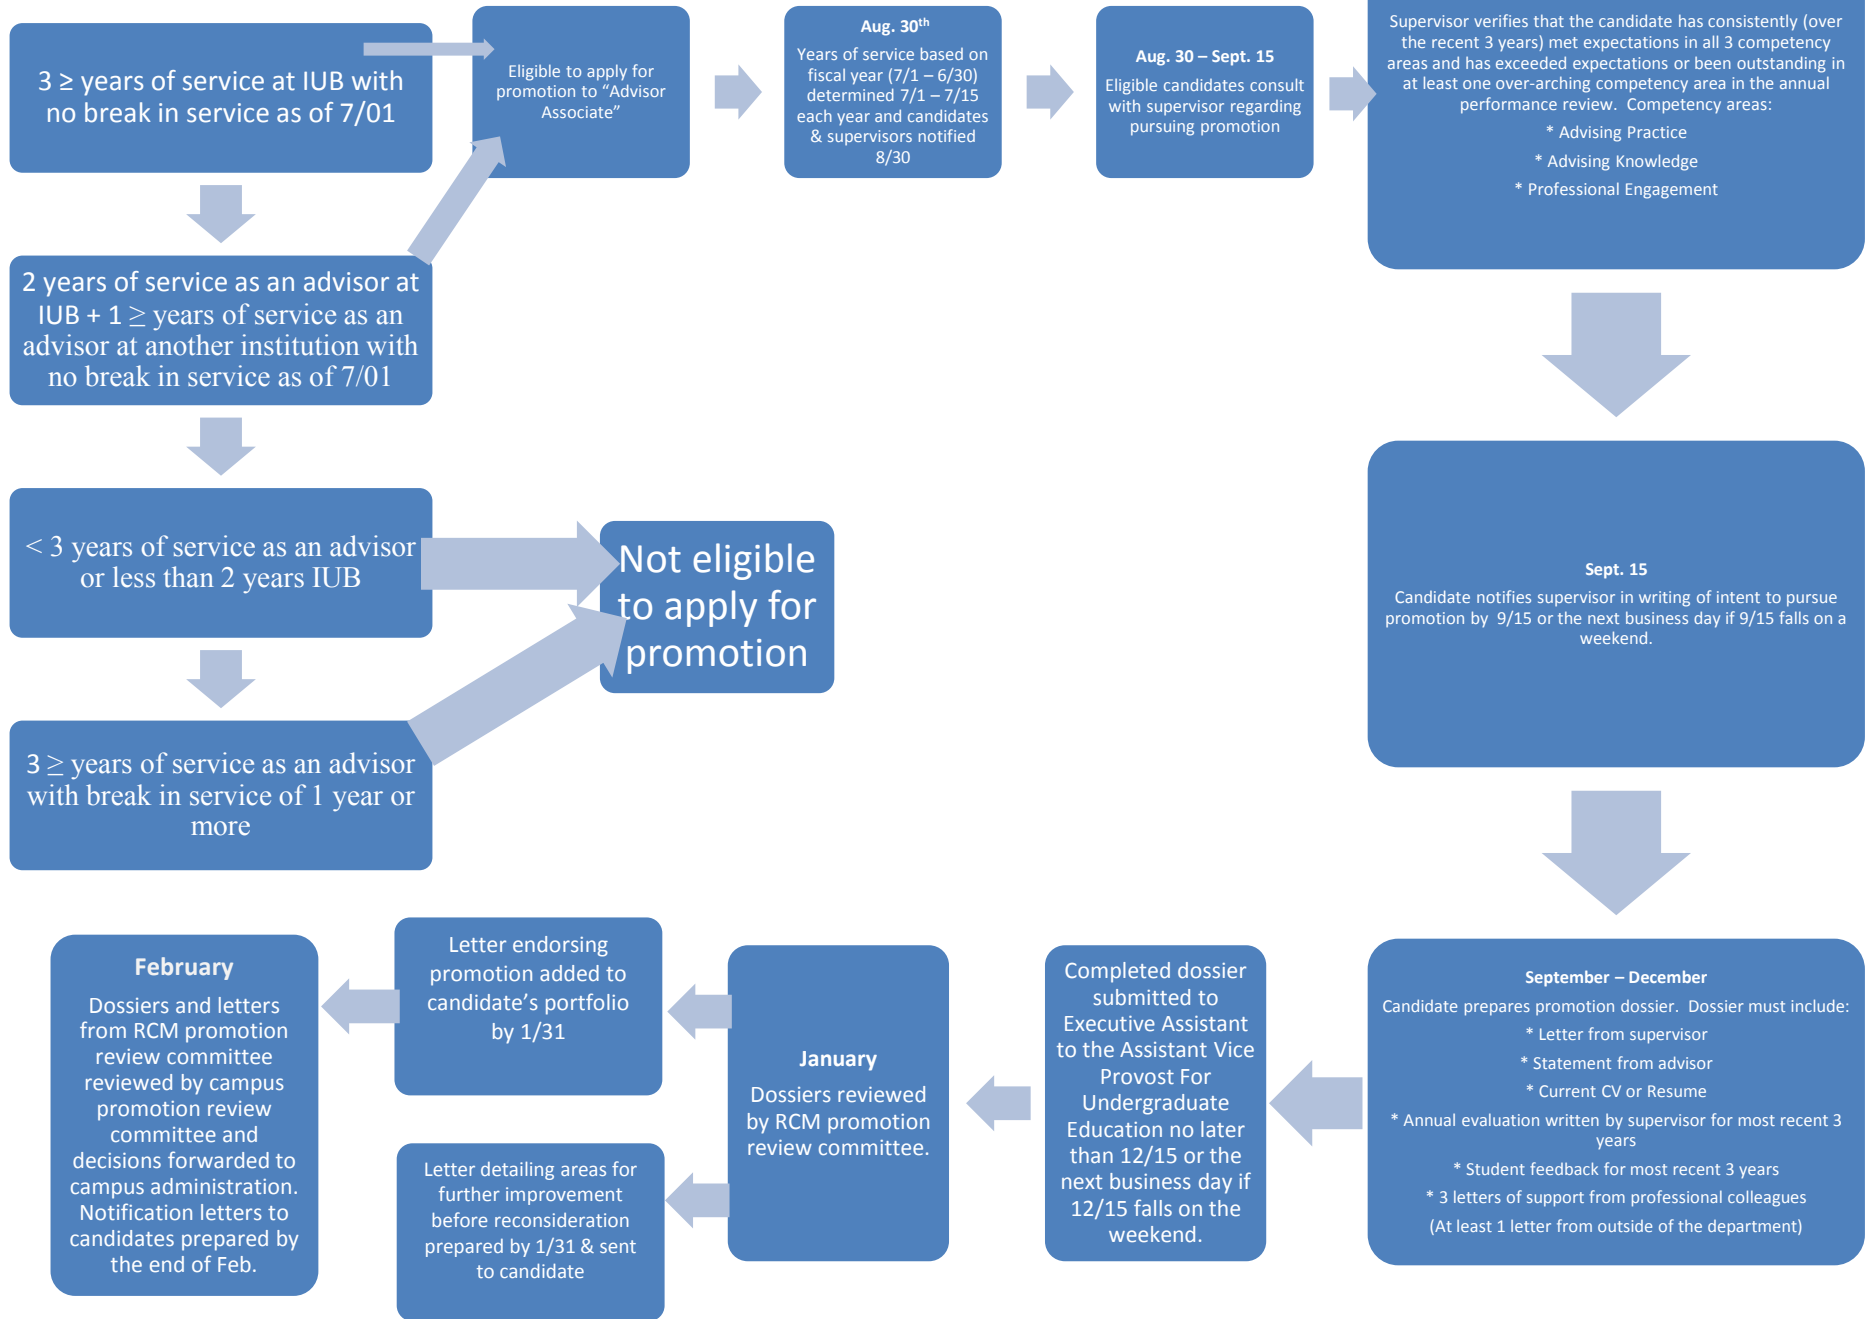 3 ≥ years of service at IUB with
no break in service as of 7/01
Eligible to apply for
promotion to “Advisor
Associate”
Aug. 30th
Years of service based on
fiscal year (7/1 – 6/30)
determined 7/1 – 7/15
each year and candidates
& supervisors notified
8/30
Aug. 30 – Sept. 15
Eligible candidates consult
with supervisor regarding
pursuing promotion
Supervisor verifies that the candidate has consistently (over
the recent 3 years) met expectations in all 3 competency
areas and has exceeded expectations or been outstanding in
at least one over-arching competency area in the annual
performance review. Competency areas:
* Advising Practice
* Advising Knowledge
* Professional Engagement
2 years of service as an advisor at
IUB + 1 ≥ years of service as an
advisor at another institution with
no break in service as of 7/01
< 3 years of service as an advisor
or less than 2 years IUB
Not eligible
to apply for
promotion
3 ≥ years of service as an advisor
with break in service of 1 year or
more
Sept. 15
Candidate notifies supervisor in writing of intent to pursue
promotion by 9/15 or the next business day if 9/15 falls on a
weekend.
September – December
Candidate prepares promotion dossier. Dossier must include:
* Letter from supervisor
* Statement from advisor
* Current CV or Resume
* Annual evaluation written by supervisor for most recent 3
years
* Student feedback for most recent 3 years
* 3 letters of support from professional colleagues
(At least 1 letter from outside of the department)
Completed dossier
submitted to
Executive Assistant
to the Assistant Vice
Provost For
Undergraduate
Education no later
than 12/15 or the
next business day if
12/15 falls on the
weekend.
January
Dossiers reviewed
by RCM promotion
review committee.
Letter endorsing
promotion added to
candidate’s portfolio
by 1/31
Letter detailing areas for
further improvement
before reconsideration
prepared by 1/31 & sent
to candidate
February
Dossiers and letters
from RCM promotion
review committee
reviewed by campus
promotion review
committee and
decisions forwarded to
campus administration.
Notification letters to
candidates prepared by
the end of Feb.